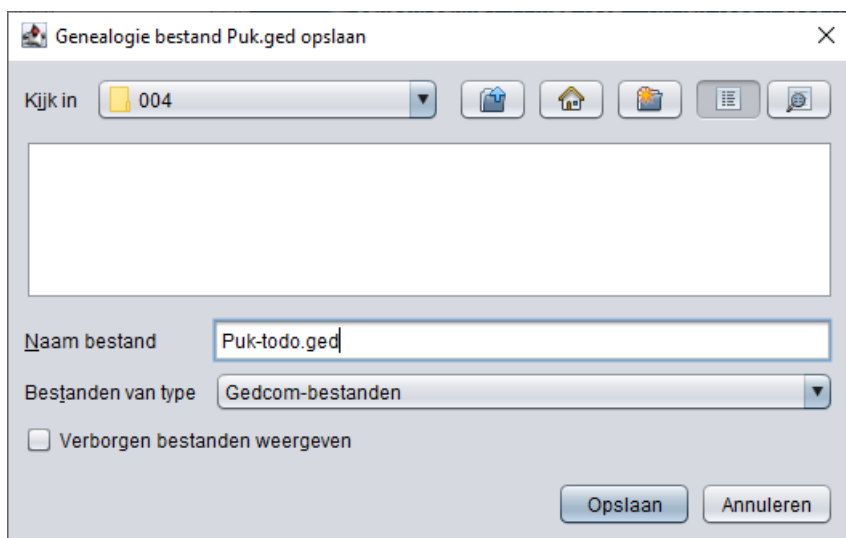 Genealogie bestand Puk.ged opslaan
Kijk in 004
Naam bestand Puk-todo.ged
Bestanden van type Gedcom-bestanden
Verborgen bestanden weergeven
Opslaan Annuleren